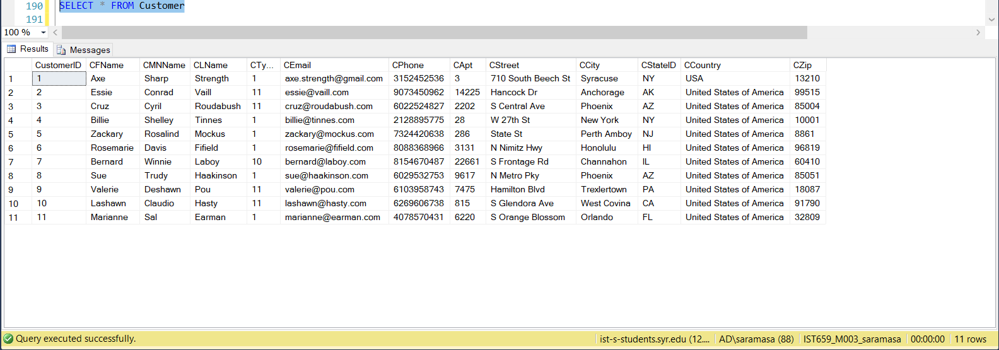 190 SELECT * FROM Customer
191
100 %
Results Messages
CustomerID CFName CMNName CLName CTy... CEmail CPhone CApt CStreet CCity CStateID CCountry CZip
1 1 Axe Sharp Strength 1 axe.strength@gmail.com 3152452536 3 710 South Beech St Syracuse NY USA 13210
2 2 Essie Conrad Vaill 11 essie@vaill.com 9073450962 14225 Hancock Dr Anchorage AK United States of America 99515
3 3 Cruz Cyril Roudabush 11 cruz@roudabush.com 6022524827 2202 S Central Ave Phoenix AZ United States of America 85004
4 4 Billie Shelley Tinnes 1 billie@tinnes.com 2128895775 28 W 27th St New York NY United States of America 10001
5 5 Zackary Rosalind Mockus 1 zackary@mockus.com 7324420638 286 State St Perth Amboy NJ United States of America 8861
6 6 Rosemarie Davis Fifield 1 rosemarie@fifield.com 8088368966 3131 N Nimitz Hwy Honolulu HI United States of America 96819
7 7 Bernard Winnie Laboy 10 bernard@laboy.com 8154670487 22661 S Frontage Rd Channahon IL United States of America 60410
8 8 Sue Trudy Haakinson 1 sue@haakinson.com 6029532753 9617 N Metro Pky Phoenix AZ United States of America 85051
9 9 Valerie Deshawn Pou 11 valerie@pou.com 6103958743 7475 Hamilton Blvd Trexlertown PA United States of America 18087
10 10 Lashawn Claudio Hasty 11 lashawn@hasty.com 6269606738 815 S Glendora Ave West Covina CA United States of America 91790
11 11 Marianne Sal Earman 1 marianne@earman.com 4078570431 6220 S Orange Blossom Orlando FL United States of America 32809
Query executed successfully. ist-s-students.syr.edu (12.... AD\saramasa (88) IST659_M003_saramasa 00:00:00 11 rows